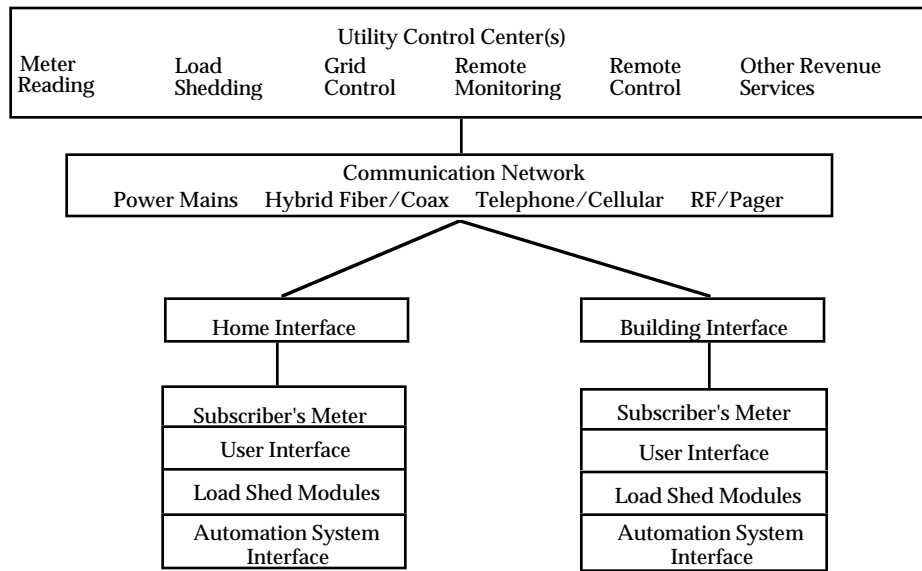 Utility Control Center(s)
Meter Reading
Load Shedding
Grid Control
Remote Monitoring
Remote Control
Other Revenue Services
Communication Network
Power Mains Hybrid Fiber/Coax Telephone/Cellular RF/Pager
Home Interface
Subscriber's Meter
User Interface
Load Shed Modules
Automation System
Interface
Building Interface
Subscriber's Meter
User Interface
Load Shed Modules
Automation System
Interface